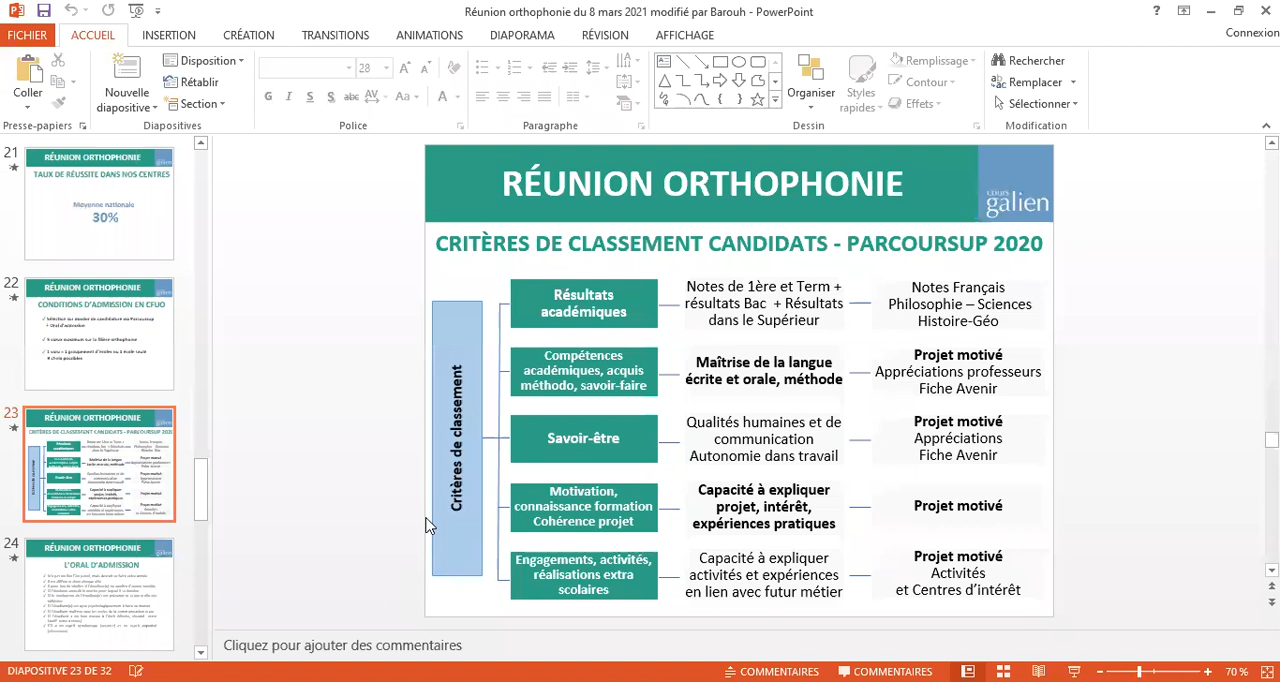 Réunion orthophonie du 8 mars 2021 modifié par Barouh - PowerPoint
FICHIER ACCUEIL INSERTION CRÉATION TRANSITIONS ANIMATIONS DIAPORAMA RÉVISION AFFICHAGE
Connexion
Coller
Nouvelle
diapositive
Disposition
Rétablir
Section
28
G I S S abc AV Aa A
Organiser
Styles
rapides
Remplissage
Contour
Effets
Rechercher
Remplacer
Sélectionner
Presse-papiers Diapositives Police Paragraphe Dessin Modification
21
RÉUNION ORTHOPHONIE
galien
TAUX DE RÉUSSITE DANS NOS CENTRES
Moyenne nationale
30%
22
RÉUNION ORTHOPHONIE
galien
CONDITIONS D'ADMISSION EN CFUO
23
RÉUNION ORTHOPHONIE
galien
CRITÈRES DE CLASSEMENT CANDIDATS - PARCOURSUP 2020
24
RÉUNION ORTHOPHONIE
galien
L'ORAL D'ADMISSION
RÉUNION ORTHOPHONIE
cours
galien
CRITÈRES DE CLASSEMENT CANDIDATS - PARCOURSUP 2020
Critères de classement
Résultats
académiques
Notes de 1ère et Term +
résultats Bac + Résultats
dans le Supérieur
Notes Français
Philosophie – Sciences
Histoire-Géo
Compétences
académiques, acquis
méthodo, savoir-faire
Maîtrise de la langue
écrite et orale, méthode
Projet motivé
Appréciations professeurs
Fiche Avenir
Savoir-être
Qualités humaines et de
communication
Autonomie dans travail
Projet motivé
Appréciations
Fiche Avenir
Motivation,
connaissance formation
Cohérence projet
Capacité à expliquer
projet, intérêt,
expériences pratiques
Projet motivé
Engagements, activités,
réalisations extra
scolaires
Capacité à expliquer
activités et expériences
en lien avec futur métier
Projet motivé
Activités
et Centres d'intérêt
Cliquez pour ajouter des commentaires
DIAPOSITIVE 23 DE 32
COMMENTAIRES COMMENTAIRES 70 %